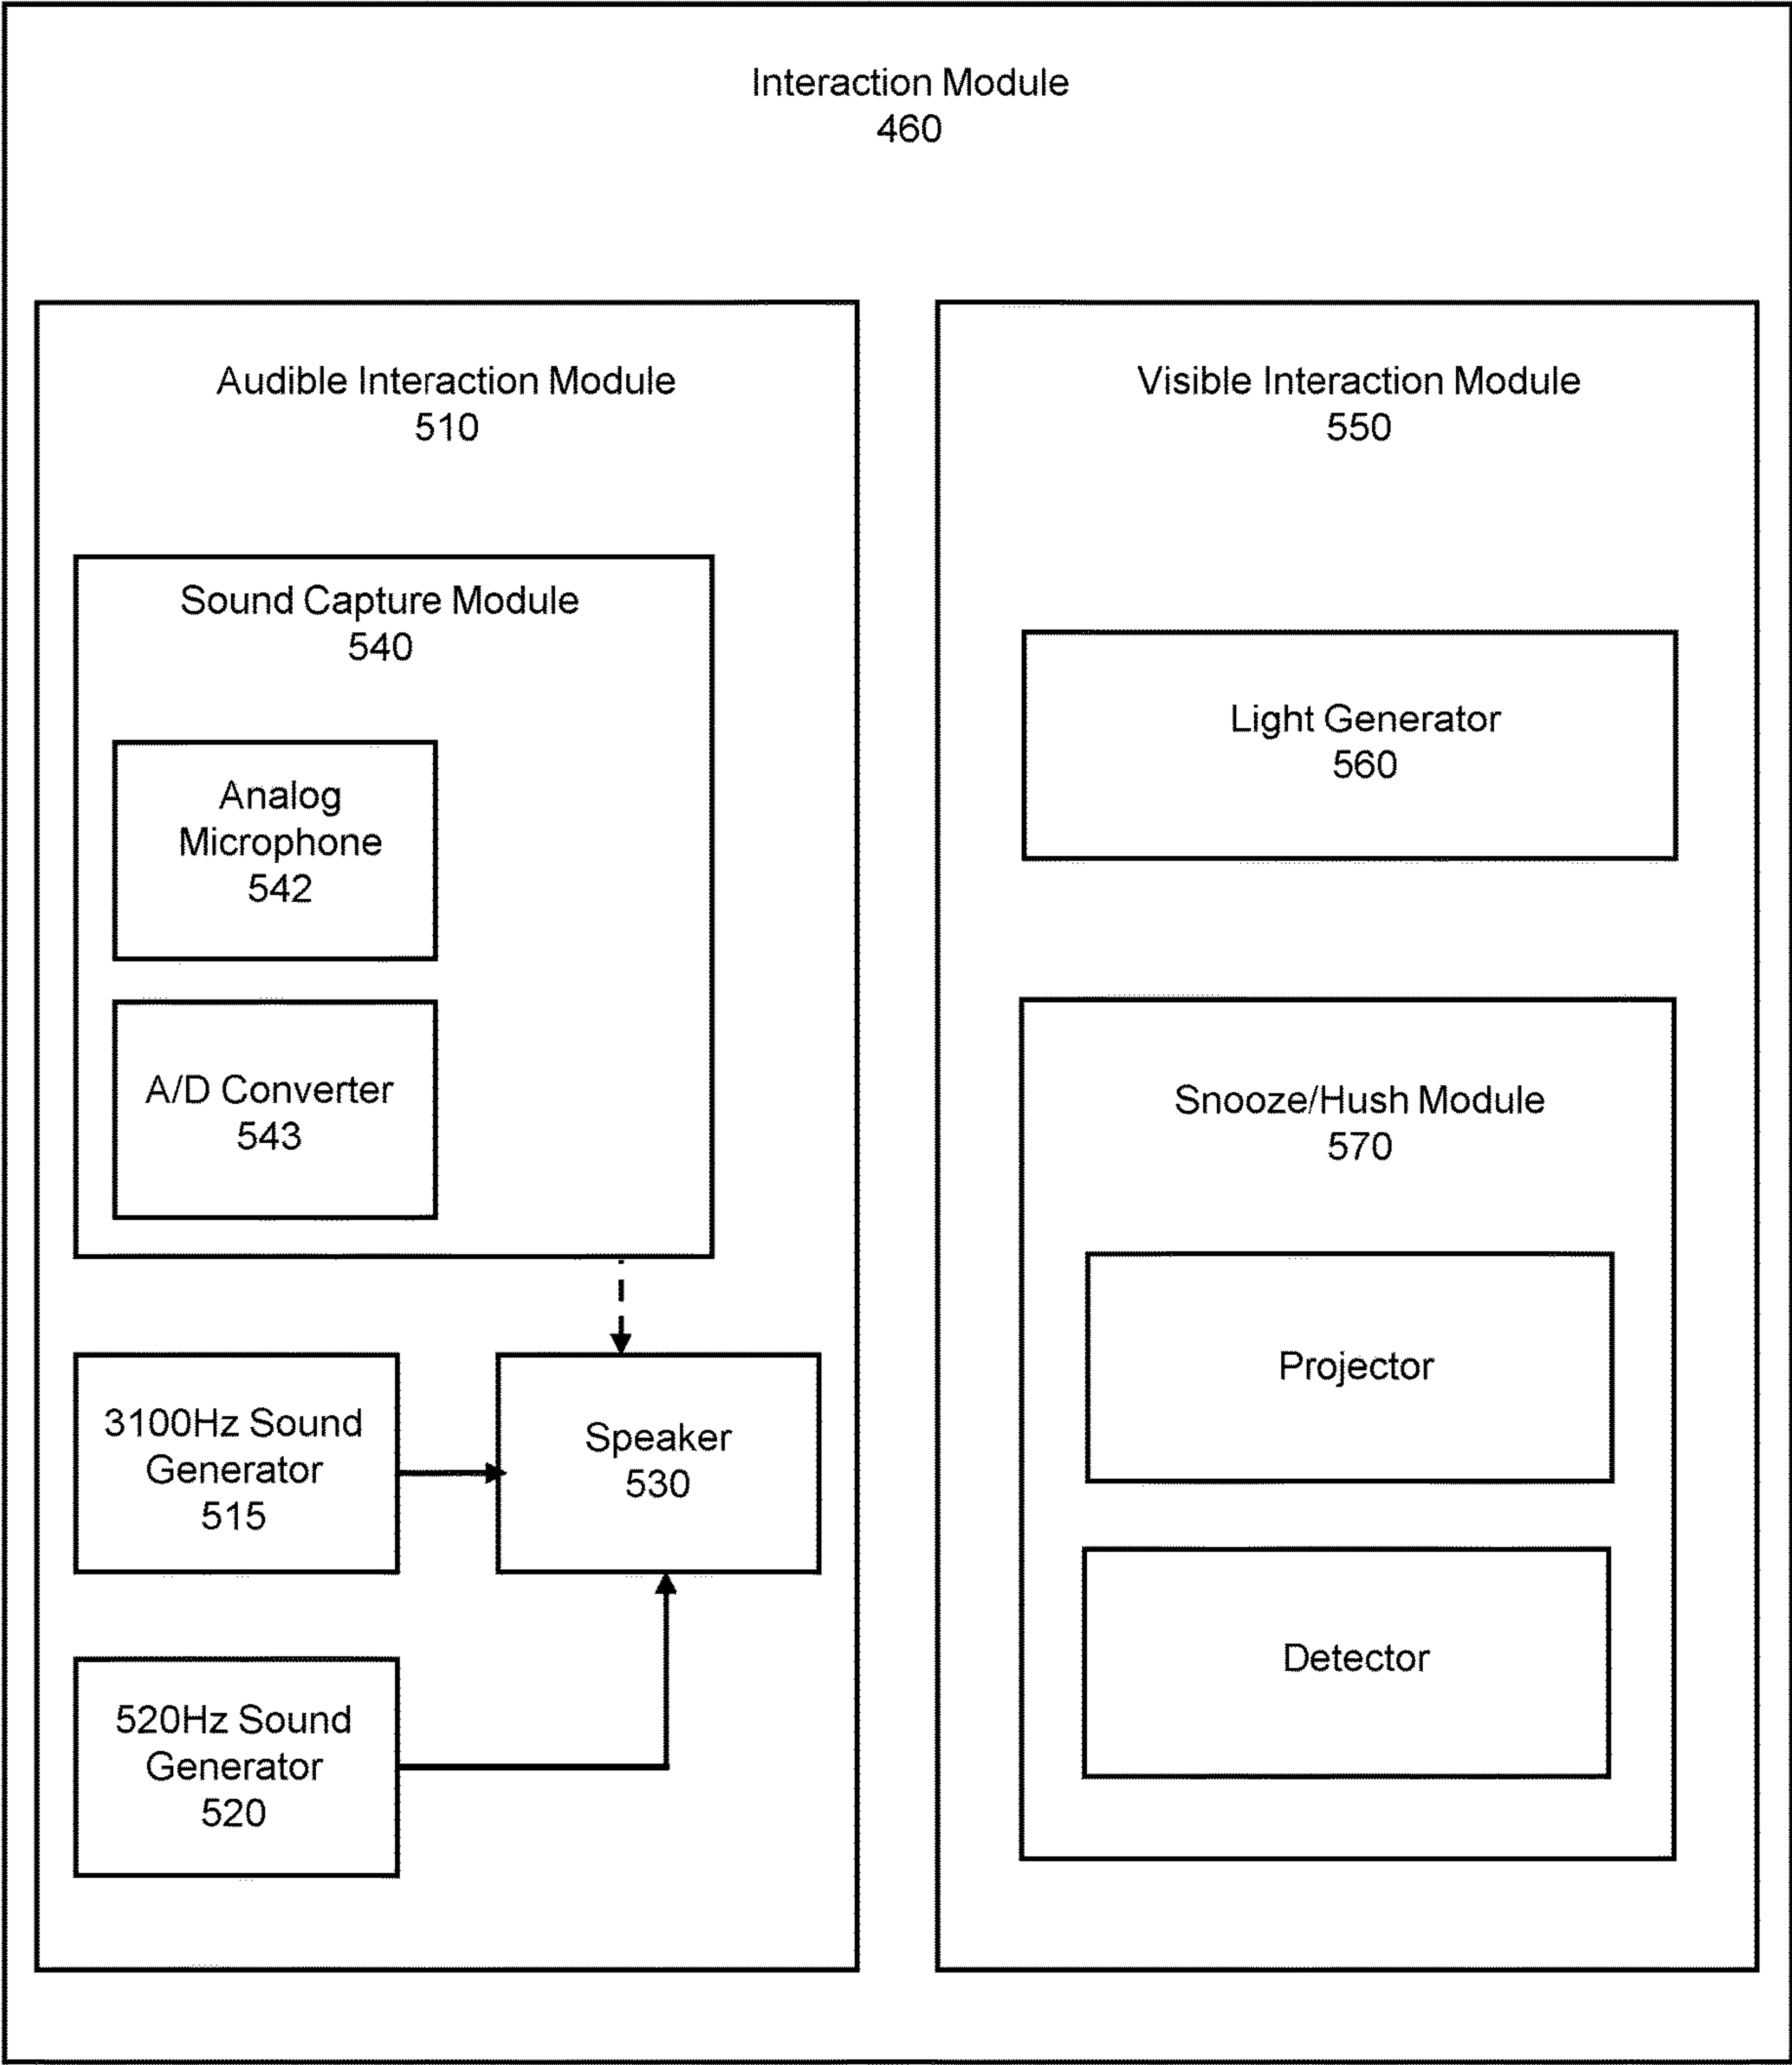 Interaction Module
460
Audible Interaction Module
510
Sound Capture Module
540
Analog
Microphone
542
A/D Converter
543
3100Hz Sound
Generator
515
Speaker
530
520Hz Sound
Generator
520
Visible Interaction Module
550
Light Generator
560
Snooze/Hush Module
570
Projector
Detector